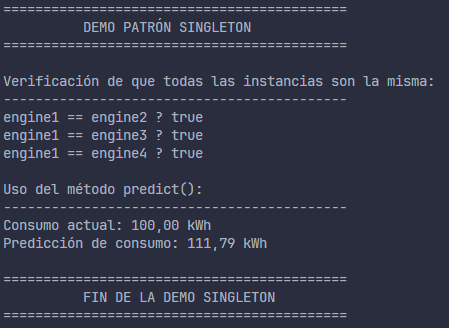 ===========================================
DEMO PATRÓN SINGLETON
===========================================
Verificación de que todas las instancias son la misma:
-------------------------------------------
engine1 == engine2 ? true
engine1 == engine3 ? true
engine1 == engine4 ? true
Uso del método predict():
-------------------------------------------
Consumo actual: 100,00 kWh
Predicción de consumo: 111,79 kWh
===========================================
FIN DE LA DEMO SINGLETON
===========================================